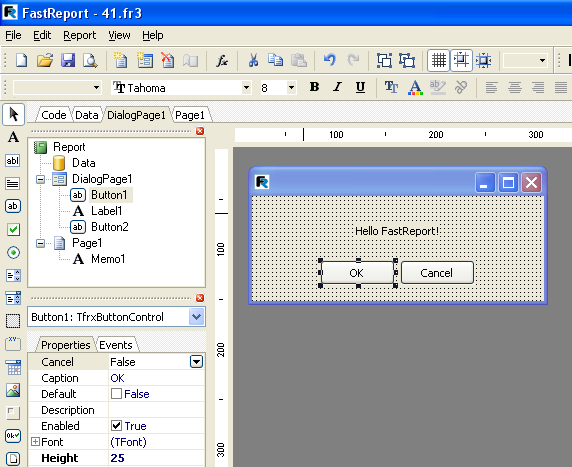 FastReport - 41.fr3
File Edit Report View Help
Tahoma 8 B I U
Code Data DialogPage1 Page1
100 200 300
Report
Data
DialogPage1
Button1
Label1
Button2
Page1
Memo1
100
200
300
Hello FastReport!
OK Cancel
Button1: TfrxButtonControl
Properties Events
Cancel False
Caption OK
Default False
Description
Enabled True
Font (TFont)
Height 25